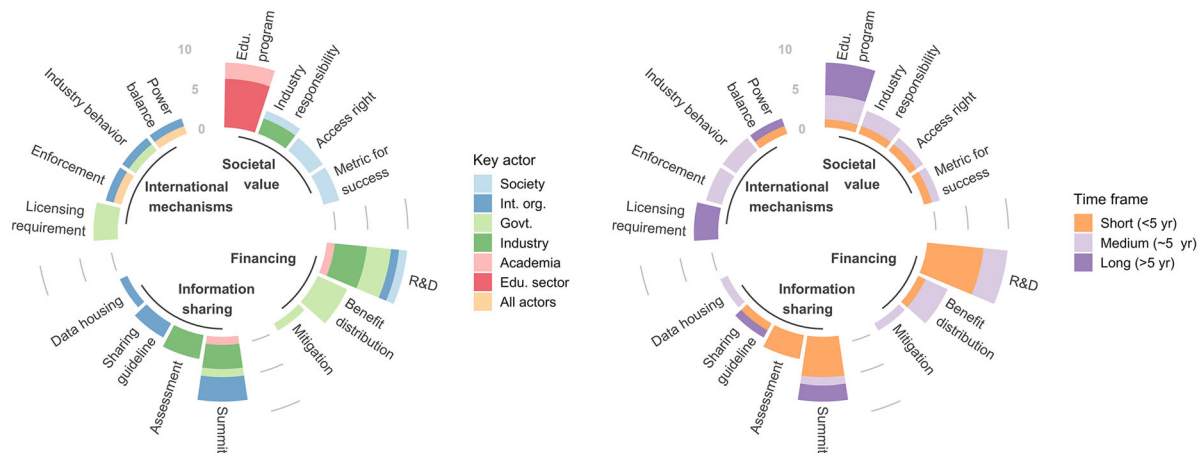 10
5
0
Edu.
program
Industry
responsibility
Access right
Metric for
success
Power
balance
Industry behavior
Enforcement
Licensing
requirement
Societal
value
International
mechanisms
Financing
Information
sharing
R&D
Benefit
distribution
Mitigation
Data housing
Sharing
guideline
Assessment
Summit
Key actor
Society
Int. org.
Govt.
Industry
Academia
Edu. sector
All actors
10
5
0
Edu.
program
Industry
responsibility
Access right
Metric for
success
Power
balance
Industry behavior
Enforcement
Licensing
requirement
Societal
value
International
mechanisms
Financing
Information
sharing
R&D
Benefit
distribution
Mitigation
Data housing
Sharing
guideline
Assessment
Summit
Time frame
Short (<5 yr)
Medium (~5 yr)
Long (>5 yr)